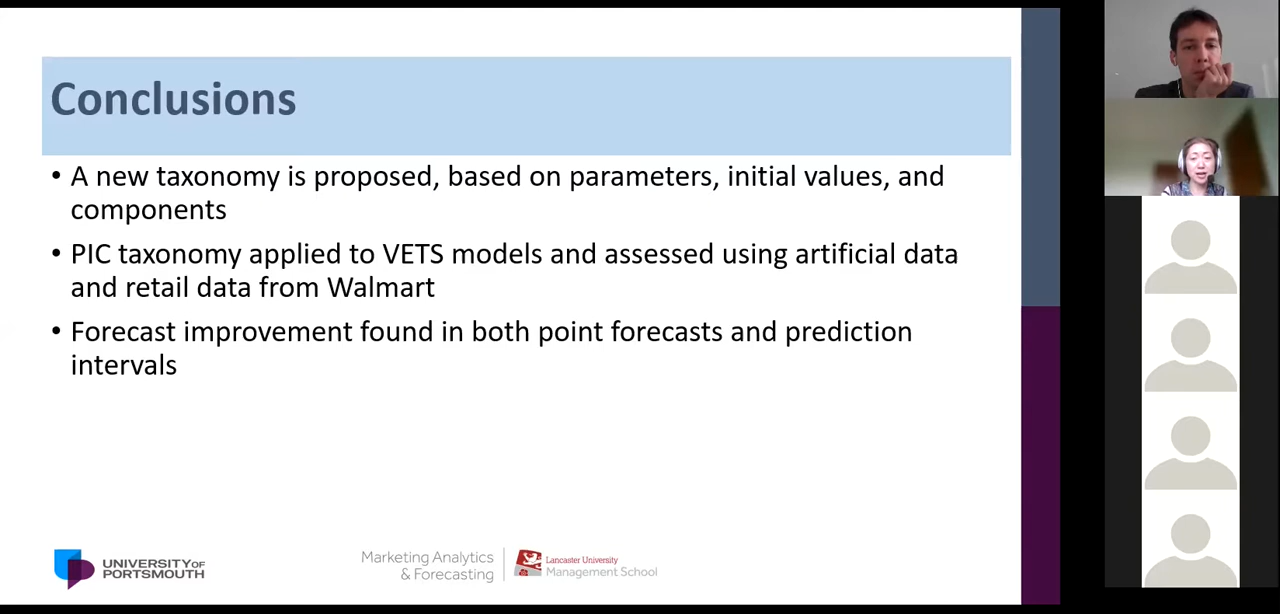 Conclusions
• A new taxonomy is proposed, based on parameters, initial values, and
components
• PIC taxonomy applied to VETS models and assessed using artificial data
and retail data from Walmart
• Forecast improvement found in both point forecasts and prediction
intervals
UNIVERSITY OF
PORTSMOUTH
Marketing Analytics
& Forecasting
Lancaster University
Management School